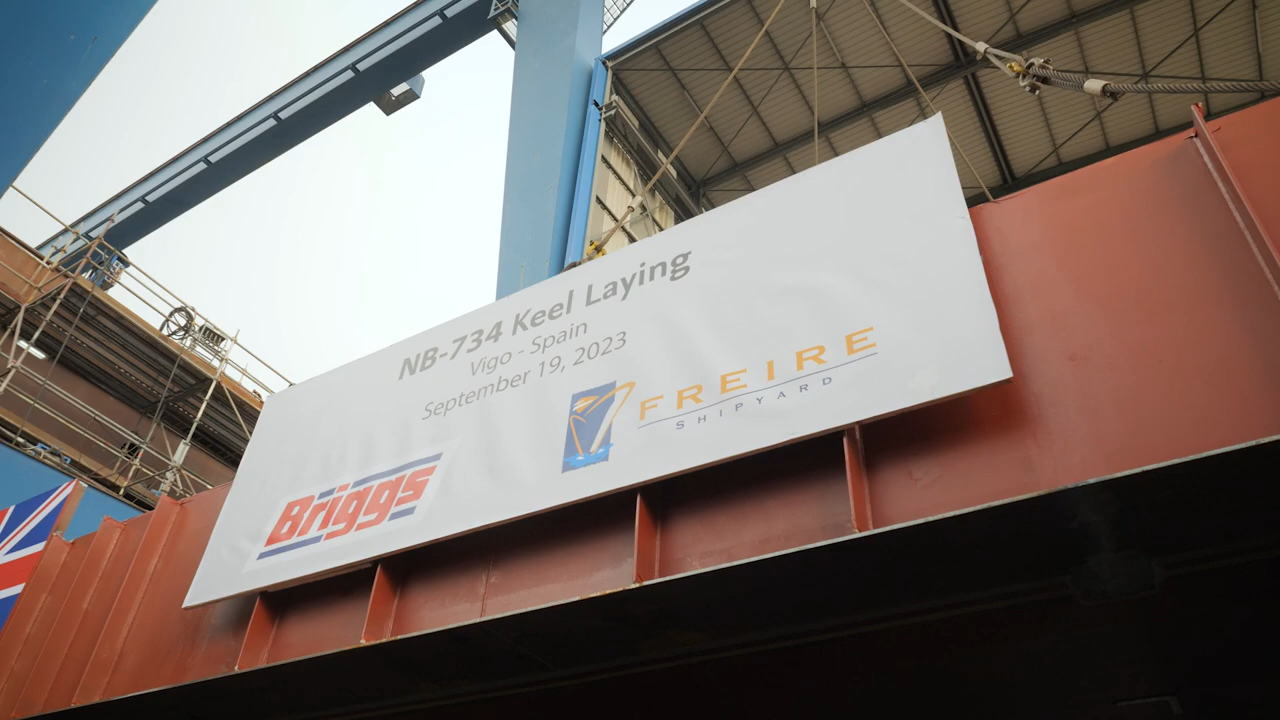 NB-734 Keel Laying
Vigo - Spain
September 19, 2023
FREIRE
SHIPYARD
Briggs